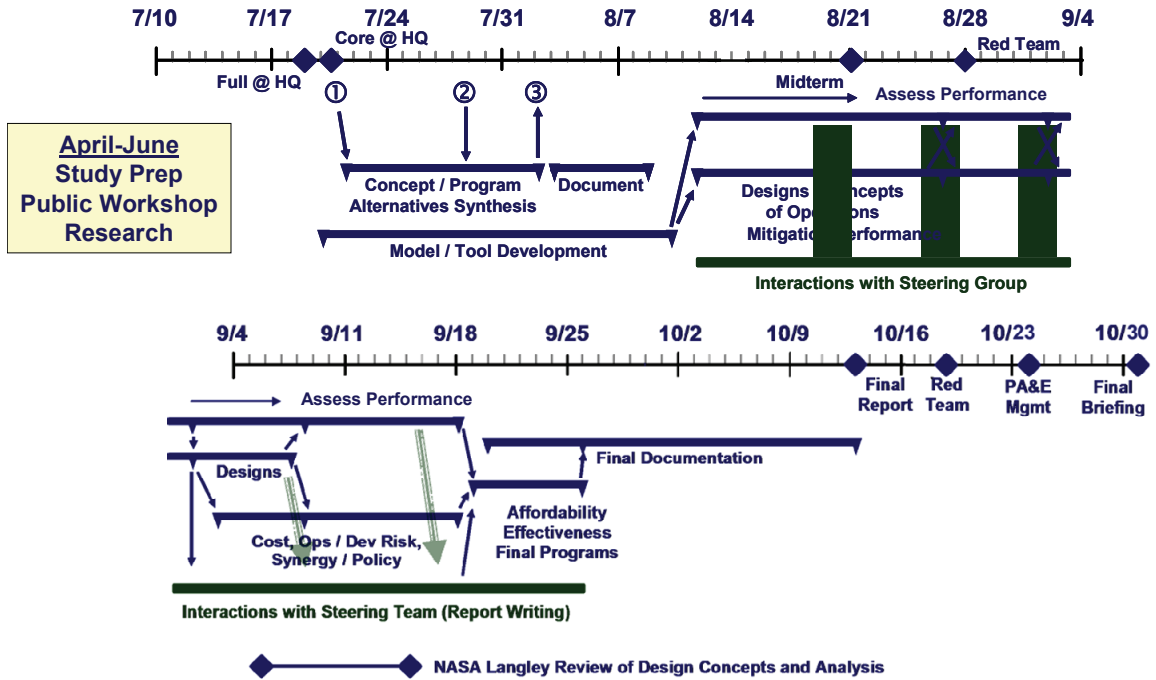 7/10 7/17 7/24 7/31 8/7 8/14 8/21 8/28 9/4
Core @ HQ
Red Team
Full @ HQ
Midterm
① ② ③
Assess Performance
April-June
Study Prep
Public Workshop
Research
Concept / Program
Alternatives Synthesis
Document
Designs Concepts
of Op ons
Mitigatio erformance
Model / Tool Development
Interactions with Steering Group
9/4 9/11 9/18 9/25 10/2 10/9 10/16 10/23 10/30
Final
Report
Red
Team
PA&E
Mgmt
Final
Briefing
Assess Performance
Designs
Final Documentation
Cost, Ops / Dev Risk,
Synergy / Policy
Affordability
Effectiveness
Final Programs
Interactions with Steering Team (Report Writing)
NASA Langley Review of Design Concepts and Analysis